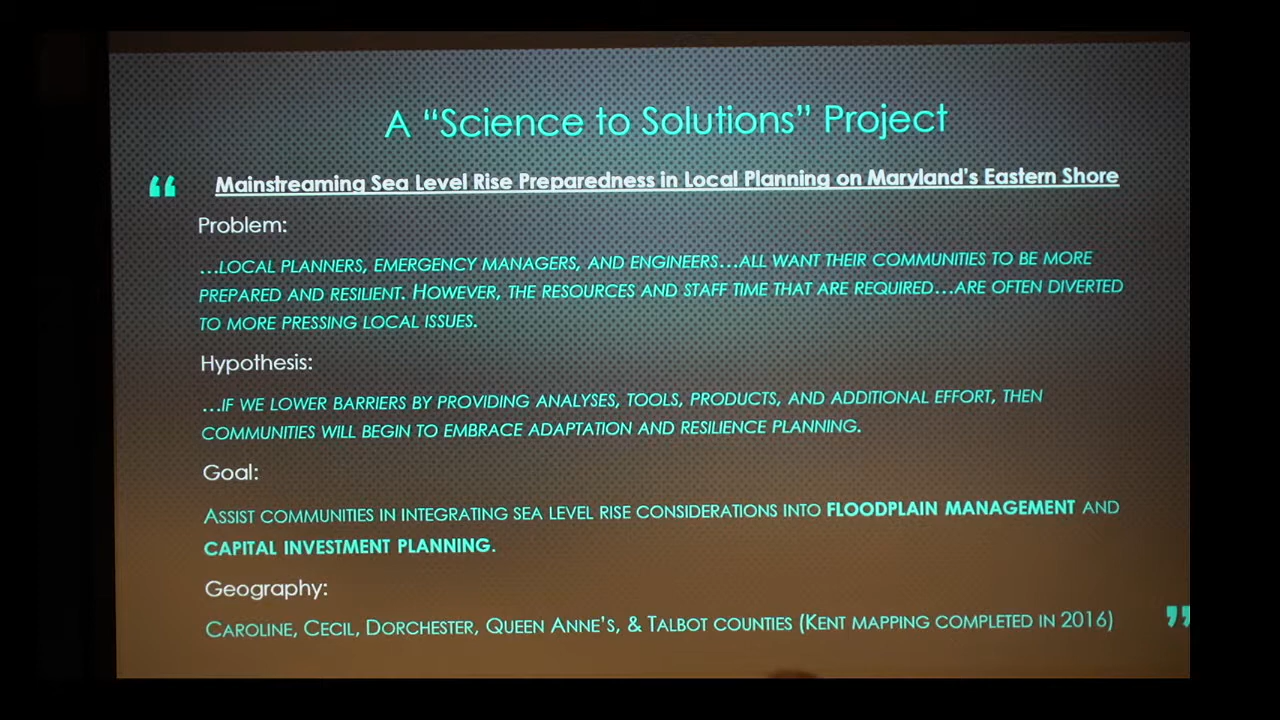 A “Science to Solutions” Project
“ Mainstreaming Sea Level Rise Preparedness in Local Planning on Maryland's Eastern Shore
Problem:
...LOCAL PLANNERS, EMERGENCY MANAGERS, AND ENGINEERS...ALL WANT THEIR COMMUNITIES TO BE MORE
PREPARED AND RESILIENT. HOWEVER, THE RESOURCES AND STAFF TIME THAT ARE REQUIRED...ARE OFTEN DIVERTED
TO MORE PRESSING LOCAL ISSUES.
Hypothesis:
...IF WE LOWER BARRIERS BY PROVIDING ANALYSES, TOOLS, PRODUCTS, AND ADDITIONAL EFFORT, THEN
COMMUNITIES WILL BEGIN TO EMBRACE ADAPTATION AND RESILIENCE PLANNING.
Goal:
ASSIST COMMUNITIES IN INTEGRATING SEA LEVEL RISE CONSIDERATIONS INTO FLOODPLAIN MANAGEMENT AND
CAPITAL INVESTMENT PLANNING.
Geography:
CAROLINE, CECIL, DORCHESTER, QUEEN ANNE'S, & TALBOT COUNTIES (KENT MAPPING COMPLETED IN 2016) ”